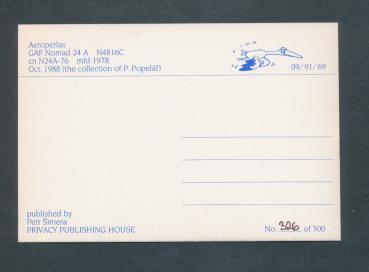 Aeroperlas
GAF Nomad 24 A N4816C
cn N24A-76 mfd 1978
Oct. 1988 (the collection of P. Popelář)
09/91/69
published by
Petr Šimera
PRIVACY PUBLISHING HOUSE
No: 326 of 500